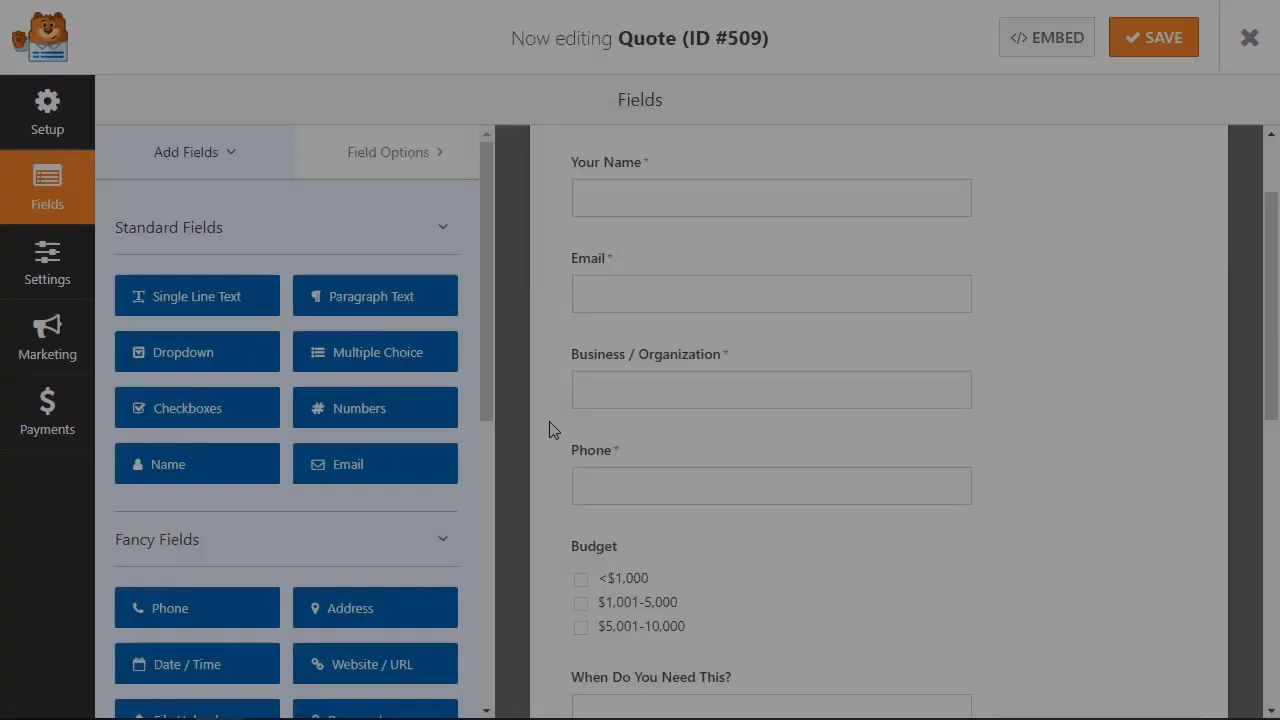 Now editing Quote (ID #509)
</> EMBED
SAVE
Setup
Fields
Settings
Marketing
Payments
Fields
Add Fields
Field Options
Standard Fields
Single Line Text
Paragraph Text
Dropdown
Multiple Choice
Checkboxes
Numbers
Name
Email
Fancy Fields
Phone
Address
Date / Time
Website / URL
Your Name*
Email*
Business / Organization*
Phone*
Budget
<$1,000
$1,001-5,000
$5,001-10,000
When Do You Need This?